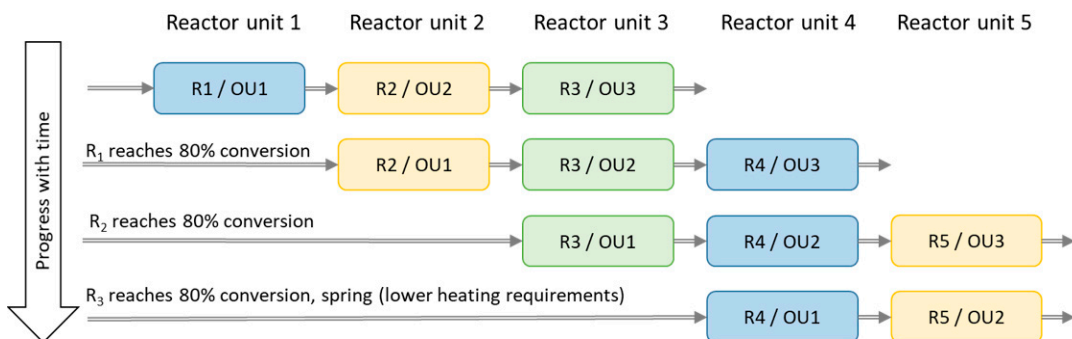 Reactor unit 1 Reactor unit 2 Reactor unit 3 Reactor unit 4 Reactor unit 5
Progress with time
R1 / OU1 R2 / OU2 R3 / OU3
R₁ reaches 80% conversion
R2 / OU1 R3 / OU2 R4 / OU3
R₂ reaches 80% conversion
R3 / OU1 R4 / OU2 R5 / OU3
R₃ reaches 80% conversion, spring (lower heating requirements)
R4 / OU1 R5 / OU2